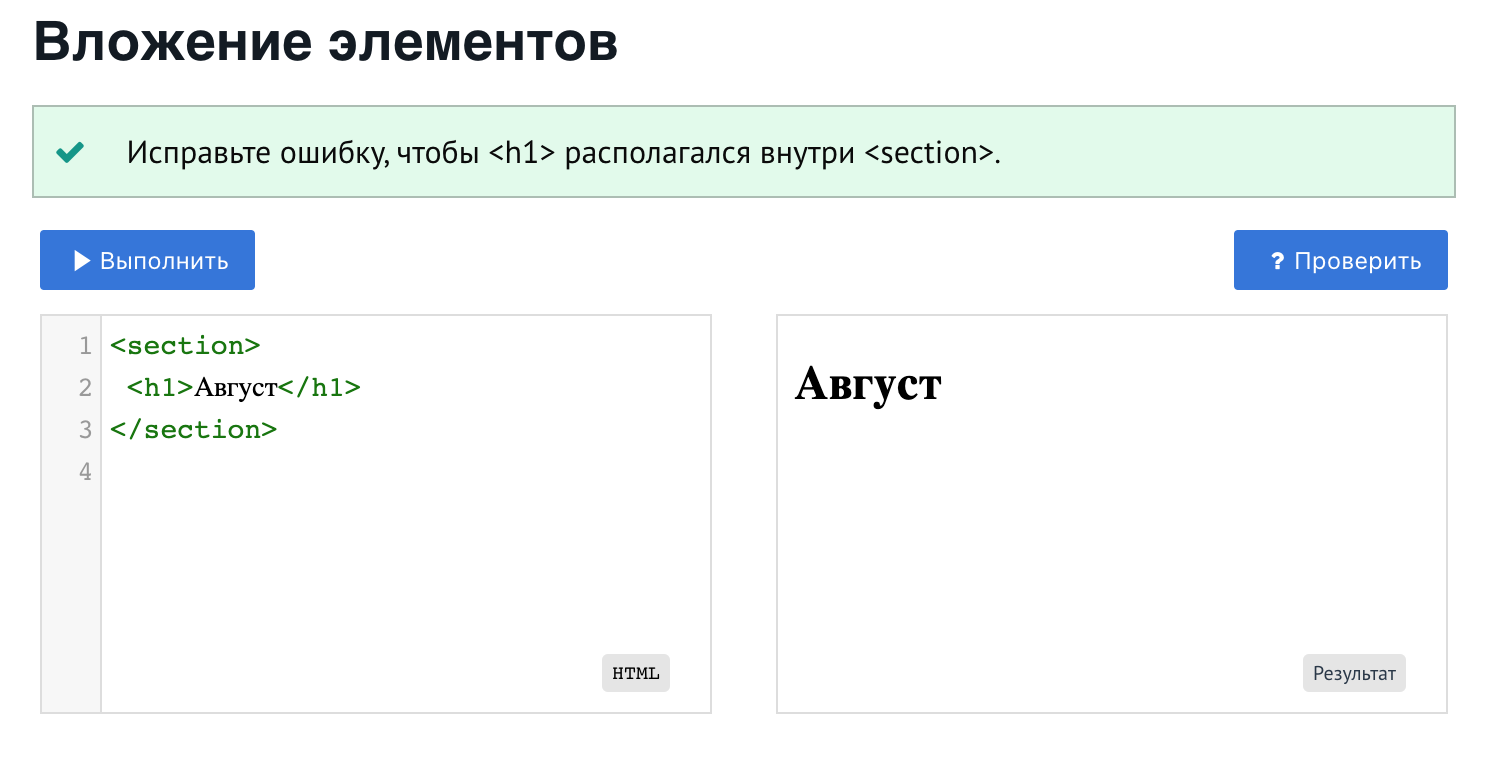 Вложение элементов
Исправьте ошибку, чтобы <h1> располагался внутри <section>.
Выполнить
? Проверить
1 <section>
2 <h1>Август</h1>
3 </section>
4
HTML
Август
Результат